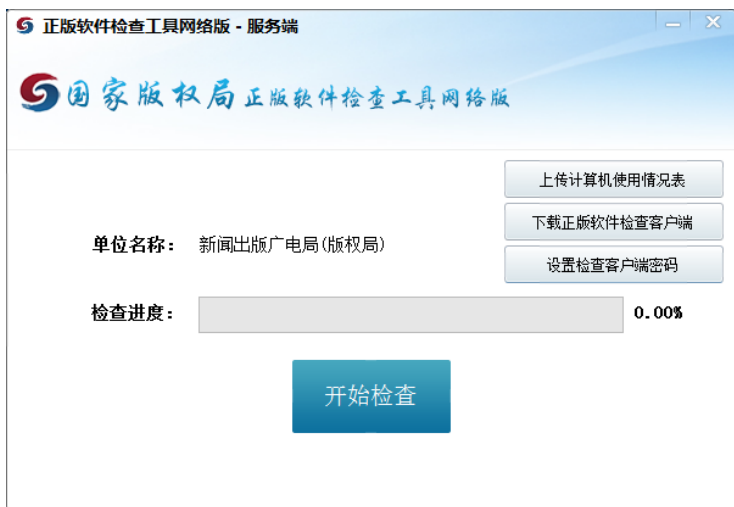 正版软件检查工具网络版 - 服务端
国家版权局正版软件检查工具网络版
上传计算机使用情况表
下载正版软件检查客户端
单位名称： 新闻出版广电局(版权局)
设置检查客户端密码
检查进度： 0.00%
开始检查